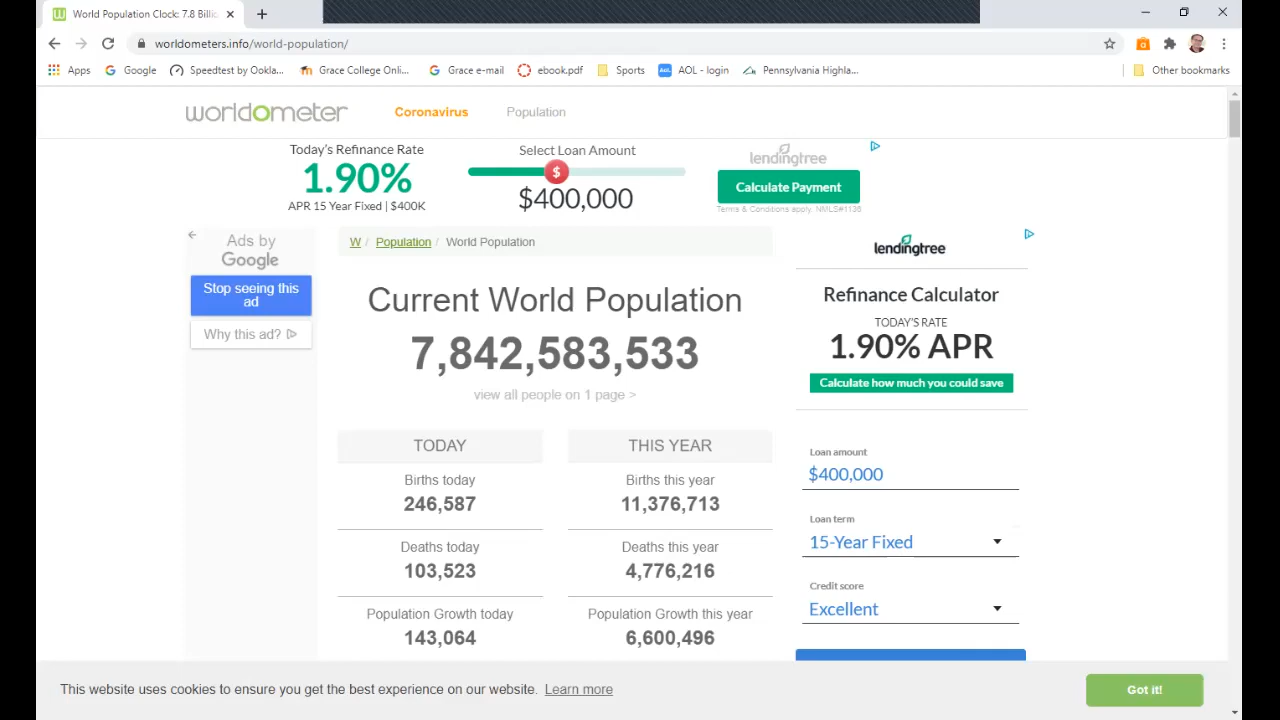 World Population Clock: 7.8 Billi
worldometers.info/world-population/
Apps
Google
Speedtest by Ookla...
Grace College Onli...
Grace e-mail
ebook.pdf
Sports
AOL - login
Pennsylvania Highla...
Other bookmarks
worldometer
Coronavirus
Population
Today's Refinance Rate
1.90%
APR 15 Year Fixed | $400K
Select Loan Amount
$
$400,000
lendingtree
Calculate Payment
Terms & Conditions apply. NMLS#1136
Ads by
Google
Stop seeing this
ad
Why this ad?
W / Population / World Population
Current World Population
7,842,583,533
view all people on 1 page >
TODAY
Births today
246,587
Deaths today
103,523
Population Growth today
143,064
THIS YEAR
Births this year
11,376,713
Deaths this year
4,776,216
Population Growth this year
6,600,496
lendingtree
Refinance Calculator
TODAY'S RATE
1.90% APR
Calculate how much you could save
Loan amount
$400,000
Loan term
15-Year Fixed
Credit score
Excellent
This website uses cookies to ensure you get the best experience on our website. Learn more
Got it!